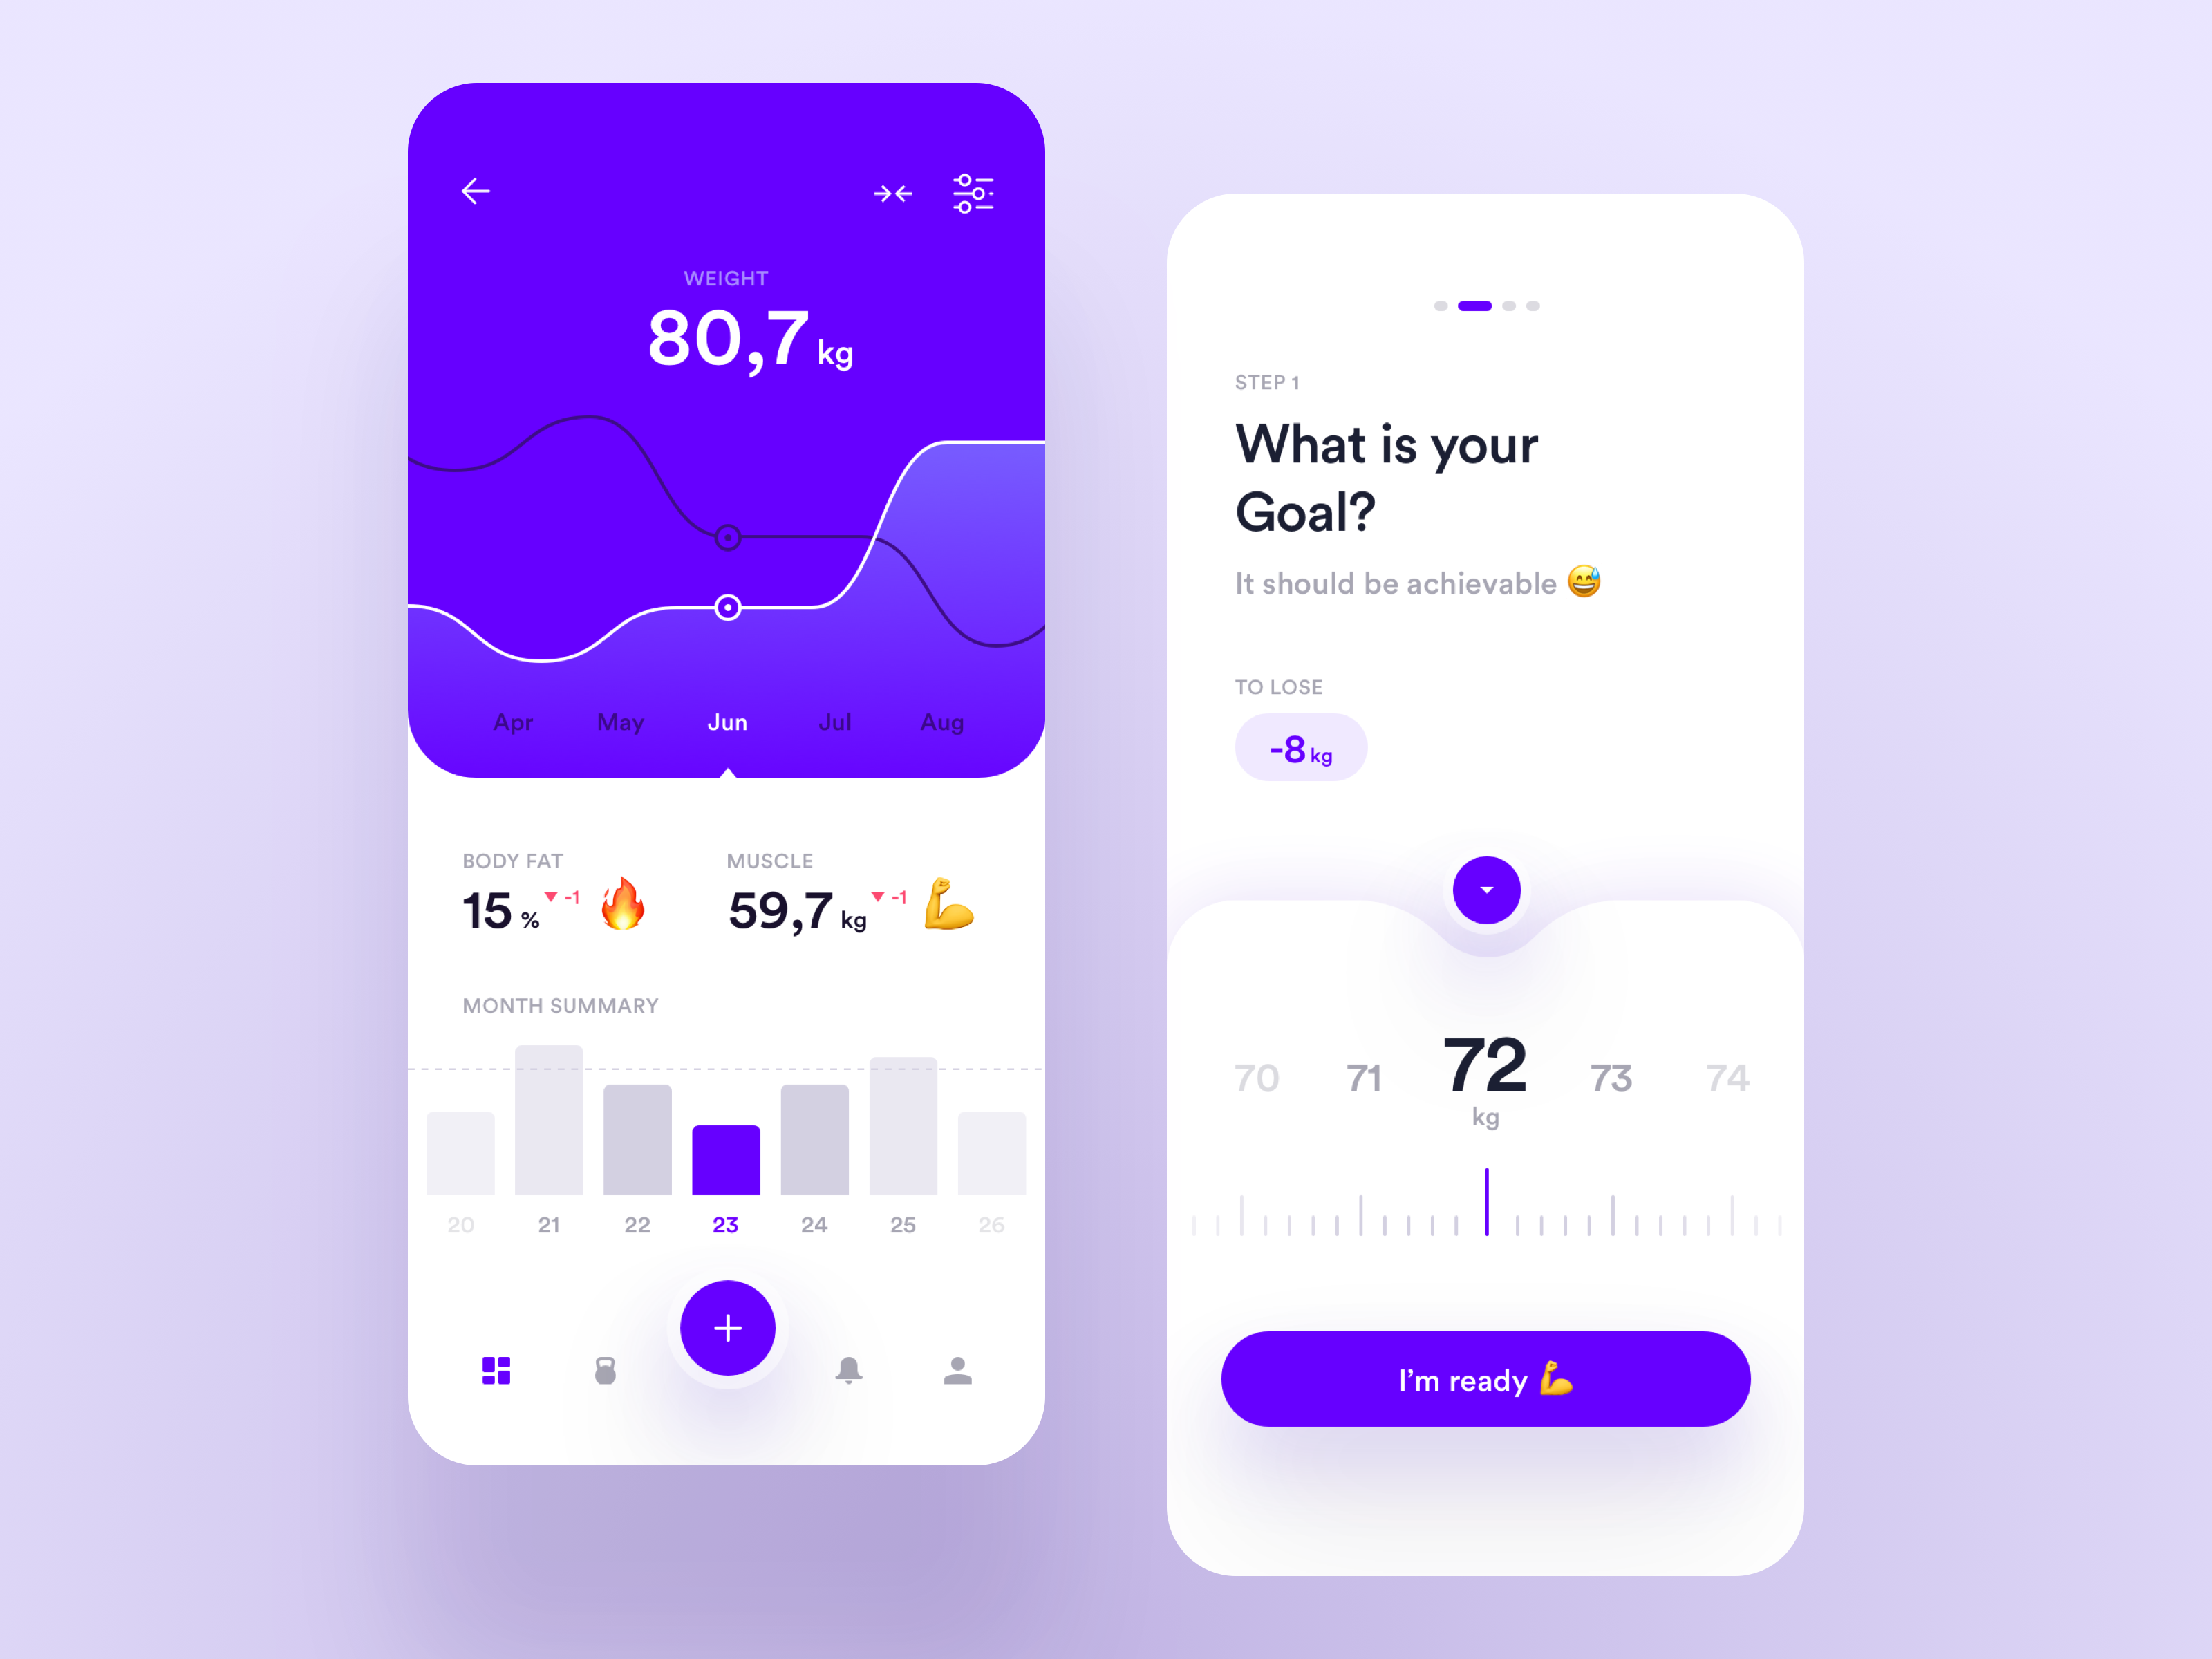 WEIGHT
80,7 kg
Apr May Jun Jul Aug
BODY FAT
15 % -1
MUSCLE
59,7 kg -1
MONTH SUMMARY
20 21 22 23 24 25 26
STEP 1
What is your
Goal?
It should be achievable 😅
TO LOSE
-8 kg
70 71 72 73 74
kg
I’m ready 💪